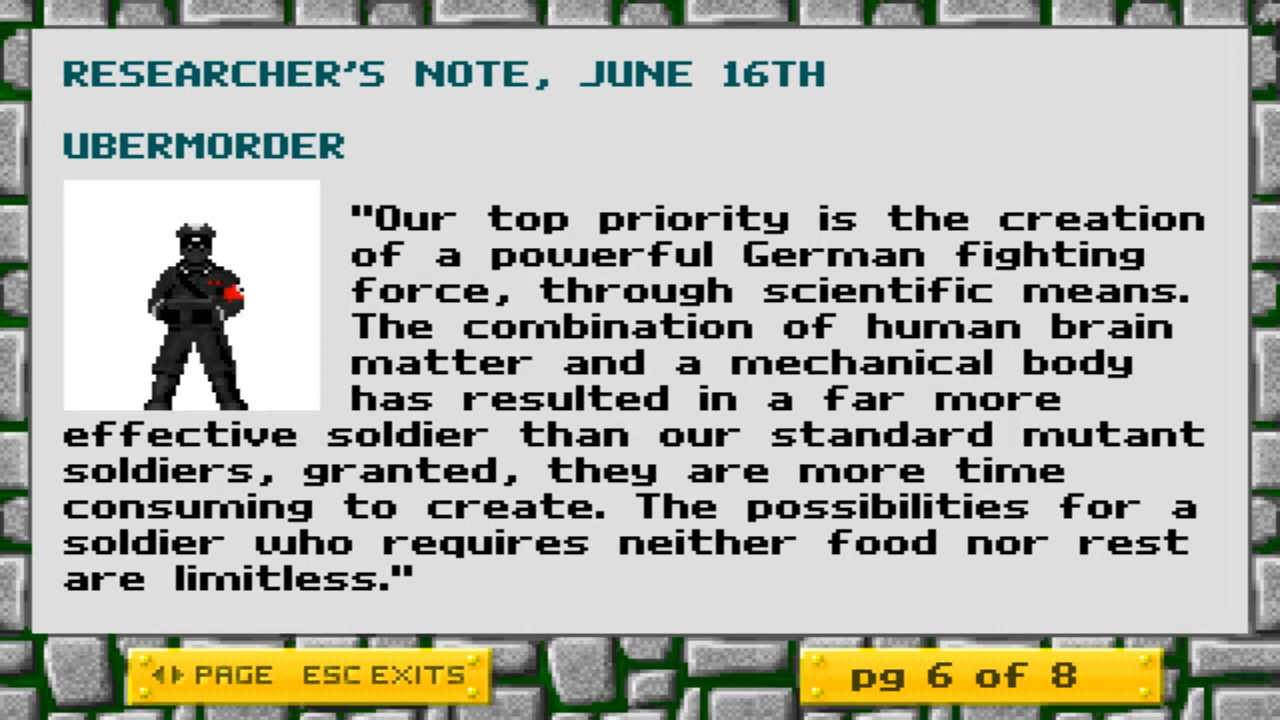 RESEARCHER'S NOTE, JUNE 16TH
UBERMORDER
"Our top priority is the creation
of a powerful German fighting
force, through scientific means.
The combination of human brain
matter and a mechanical body
has resulted in a far more
effective soldier than our standard mutant
soldiers, granted, they are more time
consuming to create. The possibilities for a
soldier who requires neither food nor rest
are limitless."
PAGE ESC EXITS
pg 6 of 8